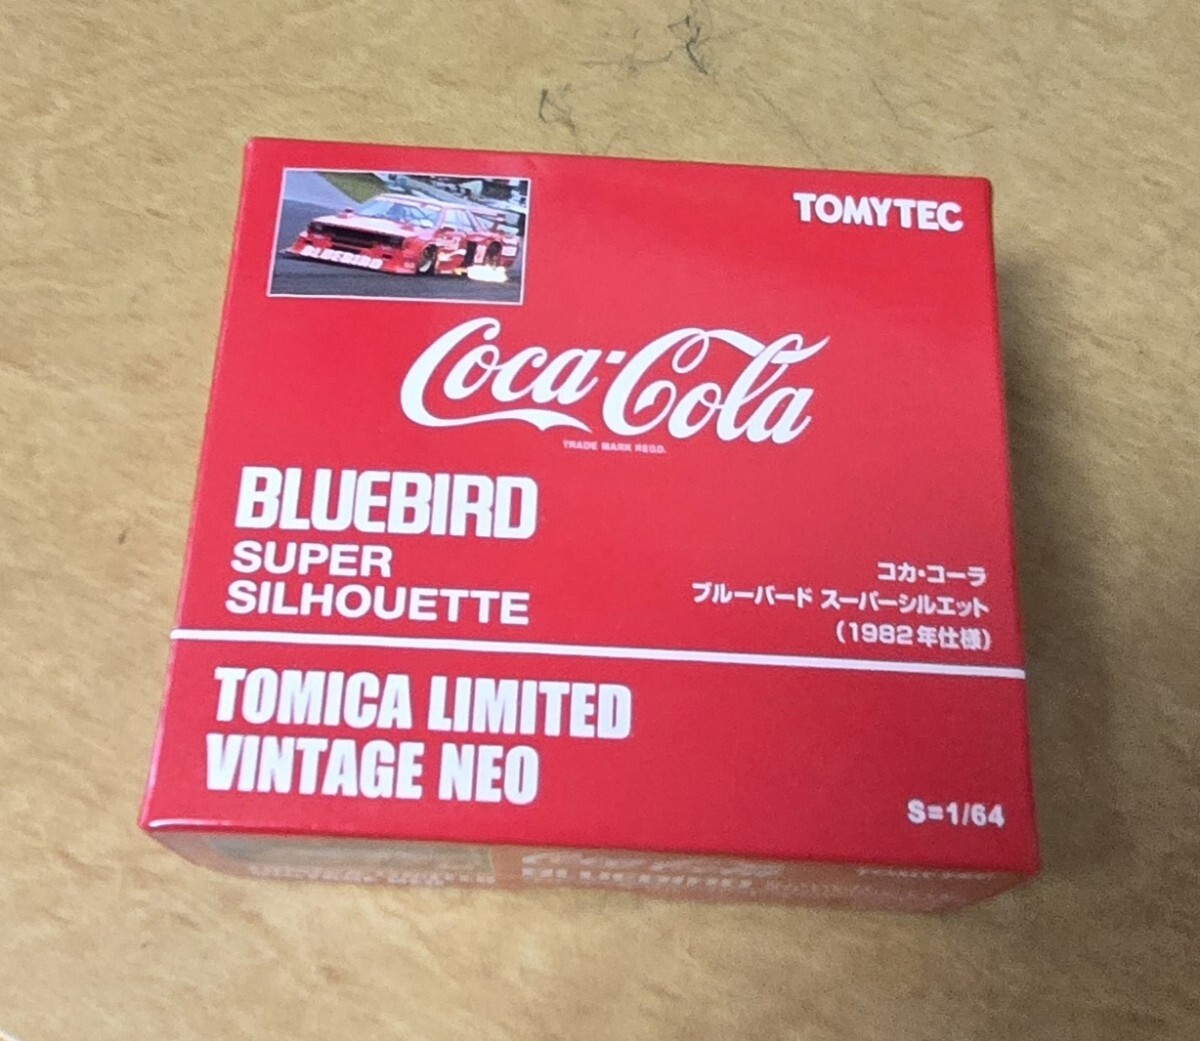 TOMYTEC
BLUEBIRD
Coca-Cola
TRADE MARK REGD.
BLUEBIRD
SUPER
SILHOUETTE
コカ・コーラ
ブルーバード スーパーシルエット
(1982年仕様)
TOMICA LIMITED
VINTAGE NEO
S=1/64